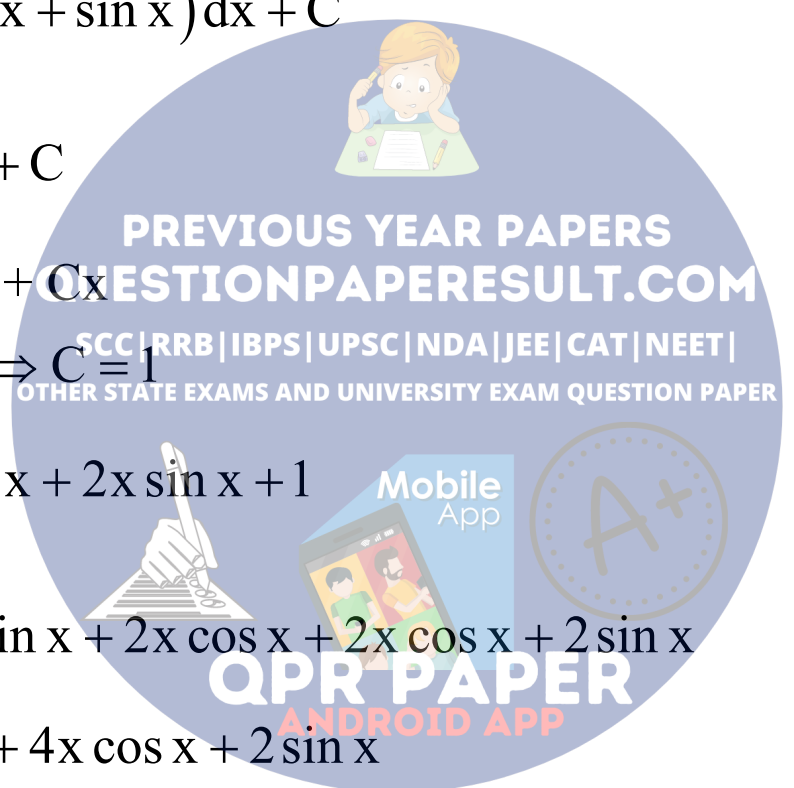 x + sin x) dx + C
+ C
PREVIOUS YEAR PAPERS
+ Cx
QUESTIONPAPERESULT.COM
SCC|RRB|IBPS|UPSC|NDA|JEE|CAT|NEET|
⇒ C = 1
OTHER STATE EXAMS AND UNIVERSITY EXAM QUESTION PAPER
x + 2x sin x + 1
Mobile
App
A+
in x + 2x cos x + 2x cos x + 2 sin x
QPR PAPER
ANDROID APP
+ 4x cos x + 2 sin x